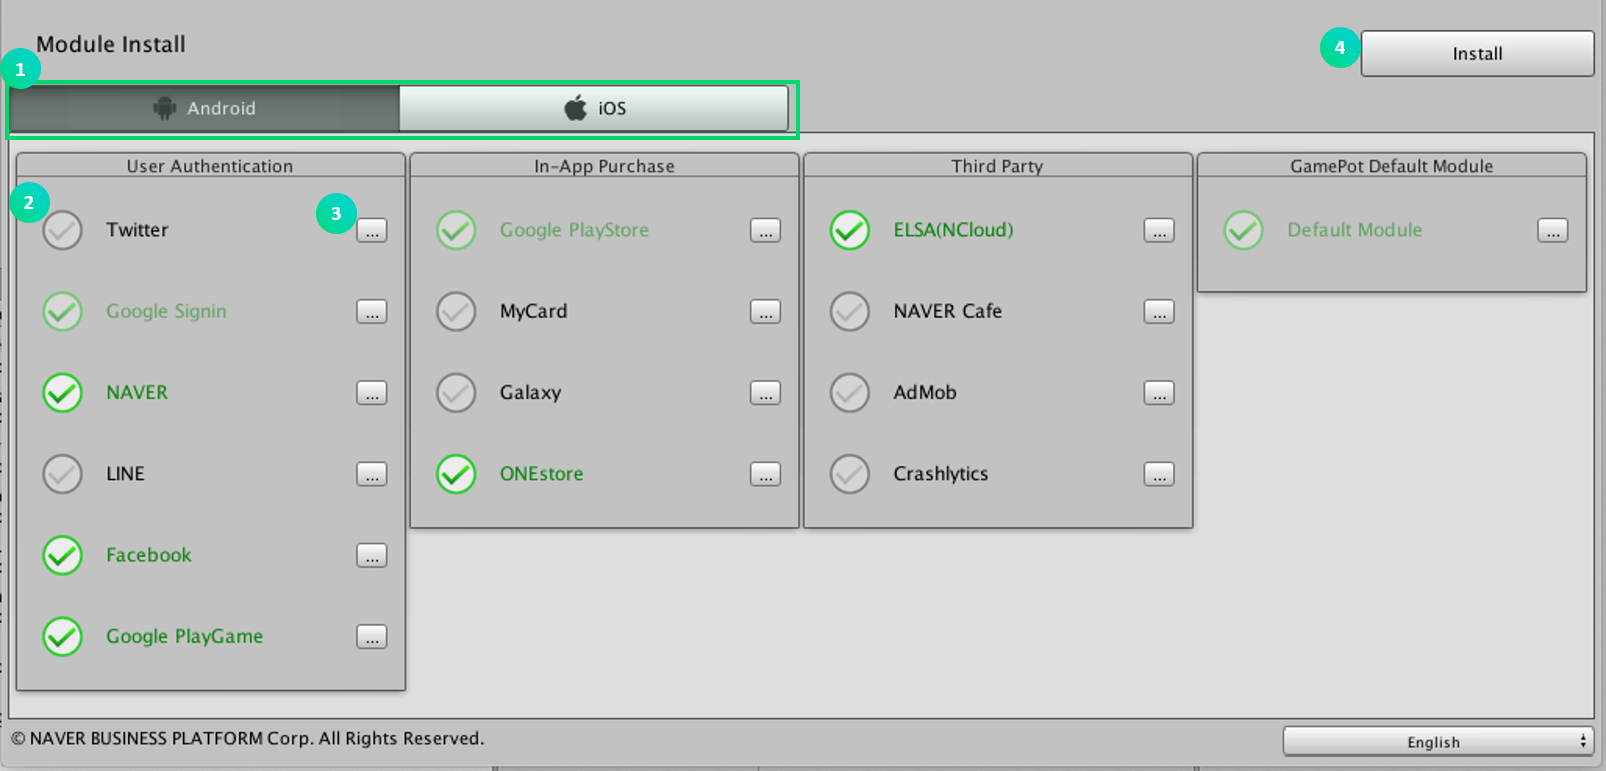 Module Install
4
Install
1
Android
iOS
User Authentication
2
Twitter
3
...
Google Signin
...
NAVER
...
LINE
...
Facebook
...
Google PlayGame
...
In-App Purchase
Google PlayStore
...
MyCard
...
Galaxy
...
ONEstore
...
Third Party
ELSA(NCloud)
...
NAVER Cafe
...
AdMob
...
Crashlytics
...
GamePot Default Module
Default Module
...
© NAVER BUSINESS PLATFORM Corp. All Rights Reserved.
English